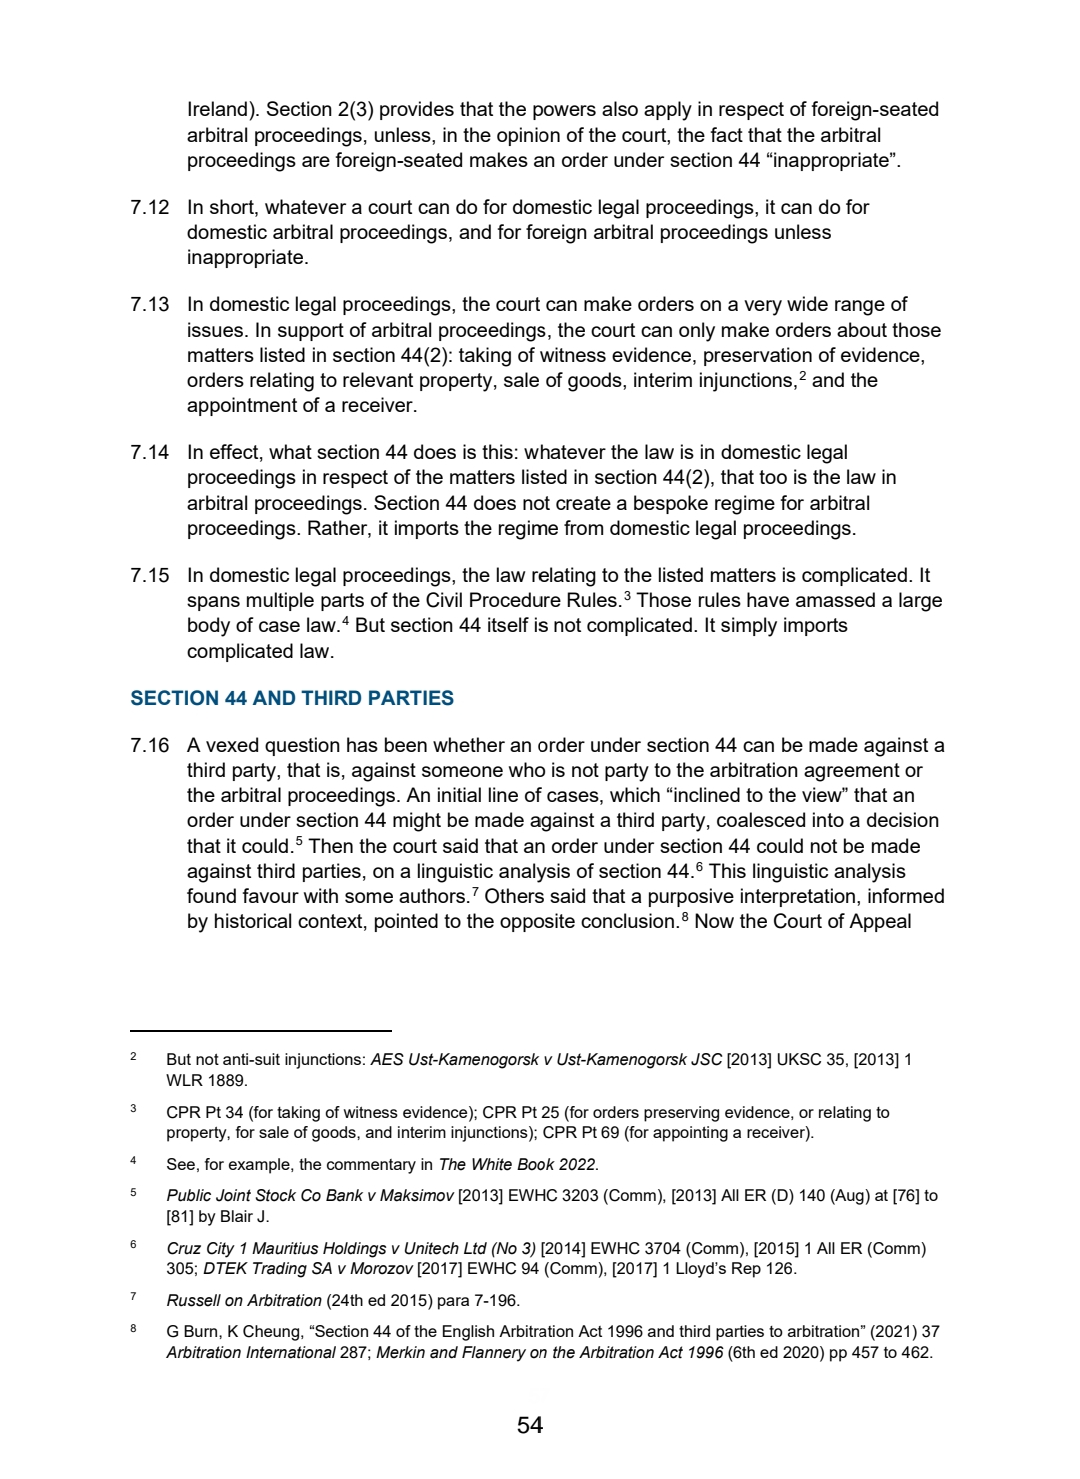 Ireland). Section 2(3) provides that the powers also apply in respect of foreign-seated
arbitral proceedings, unless, in the opinion of the court, the fact that the arbitral
proceedings are foreign-seated makes an order under section 44 “inappropriate”.
7.12 In short, whatever a court can do for domestic legal proceedings, it can do for
domestic arbitral proceedings, and for foreign arbitral proceedings unless
inappropriate.
7.13 In domestic legal proceedings, the court can make orders on a very wide range of
issues. In support of arbitral proceedings, the court can only make orders about those
matters listed in section 44(2): taking of witness evidence, preservation of evidence,
orders relating to relevant property, sale of goods, interim injunctions,2 and the
appointment of a receiver.
7.14 In effect, what section 44 does is this: whatever the law is in domestic legal
proceedings in respect of the matters listed in section 44(2), that too is the law in
arbitral proceedings. Section 44 does not create a bespoke regime for arbitral
proceedings. Rather, it imports the regime from domestic legal proceedings.
7.15 In domestic legal proceedings, the law relating to the listed matters is complicated. It
spans multiple parts of the Civil Procedure Rules.3 Those rules have amassed a large
body of case law.4 But section 44 itself is not complicated. It simply imports
complicated law.
SECTION 44 AND THIRD PARTIES
7.16 A vexed question has been whether an order under section 44 can be made against a
third party, that is, against someone who is not party to the arbitration agreement or
the arbitral proceedings. An initial line of cases, which “inclined to the view” that an
order under section 44 might be made against a third party, coalesced into a decision
that it could.5 Then the court said that an order under section 44 could not be made
against third parties, on a linguistic analysis of section 44.6 This linguistic analysis
found favour with some authors.7 Others said that a purposive interpretation, informed
by historical context, pointed to the opposite conclusion.8 Now the Court of Appeal
2 But not anti-suit injunctions: AES Ust-Kamenogorsk v Ust-Kamenogorsk JSC [2013] UKSC 35, [2013] 1
WLR 1889.
3 CPR Pt 34 (for taking of witness evidence); CPR Pt 25 (for orders preserving evidence, or relating to
property, for sale of goods, and interim injunctions); CPR Pt 69 (for appointing a receiver).
4 See, for example, the commentary in The White Book 2022.
5 Public Joint Stock Co Bank v Maksimov [2013] EWHC 3203 (Comm), [2013] All ER (D) 140 (Aug) at [76] to
[81] by Blair J.
6 Cruz City 1 Mauritius Holdings v Unitech Ltd (No 3) [2014] EWHC 3704 (Comm), [2015] 1 All ER (Comm)
305; DTEK Trading SA v Morozov [2017] EWHC 94 (Comm), [2017] 1 Lloyd’s Rep 126.
7 Russell on Arbitration (24th ed 2015) para 7-196.
8 G Burn, K Cheung, “Section 44 of the English Arbitration Act 1996 and third parties to arbitration” (2021) 37
Arbitration International 287; Merkin and Flannery on the Arbitration Act 1996 (6th ed 2020) pp 457 to 462.
54